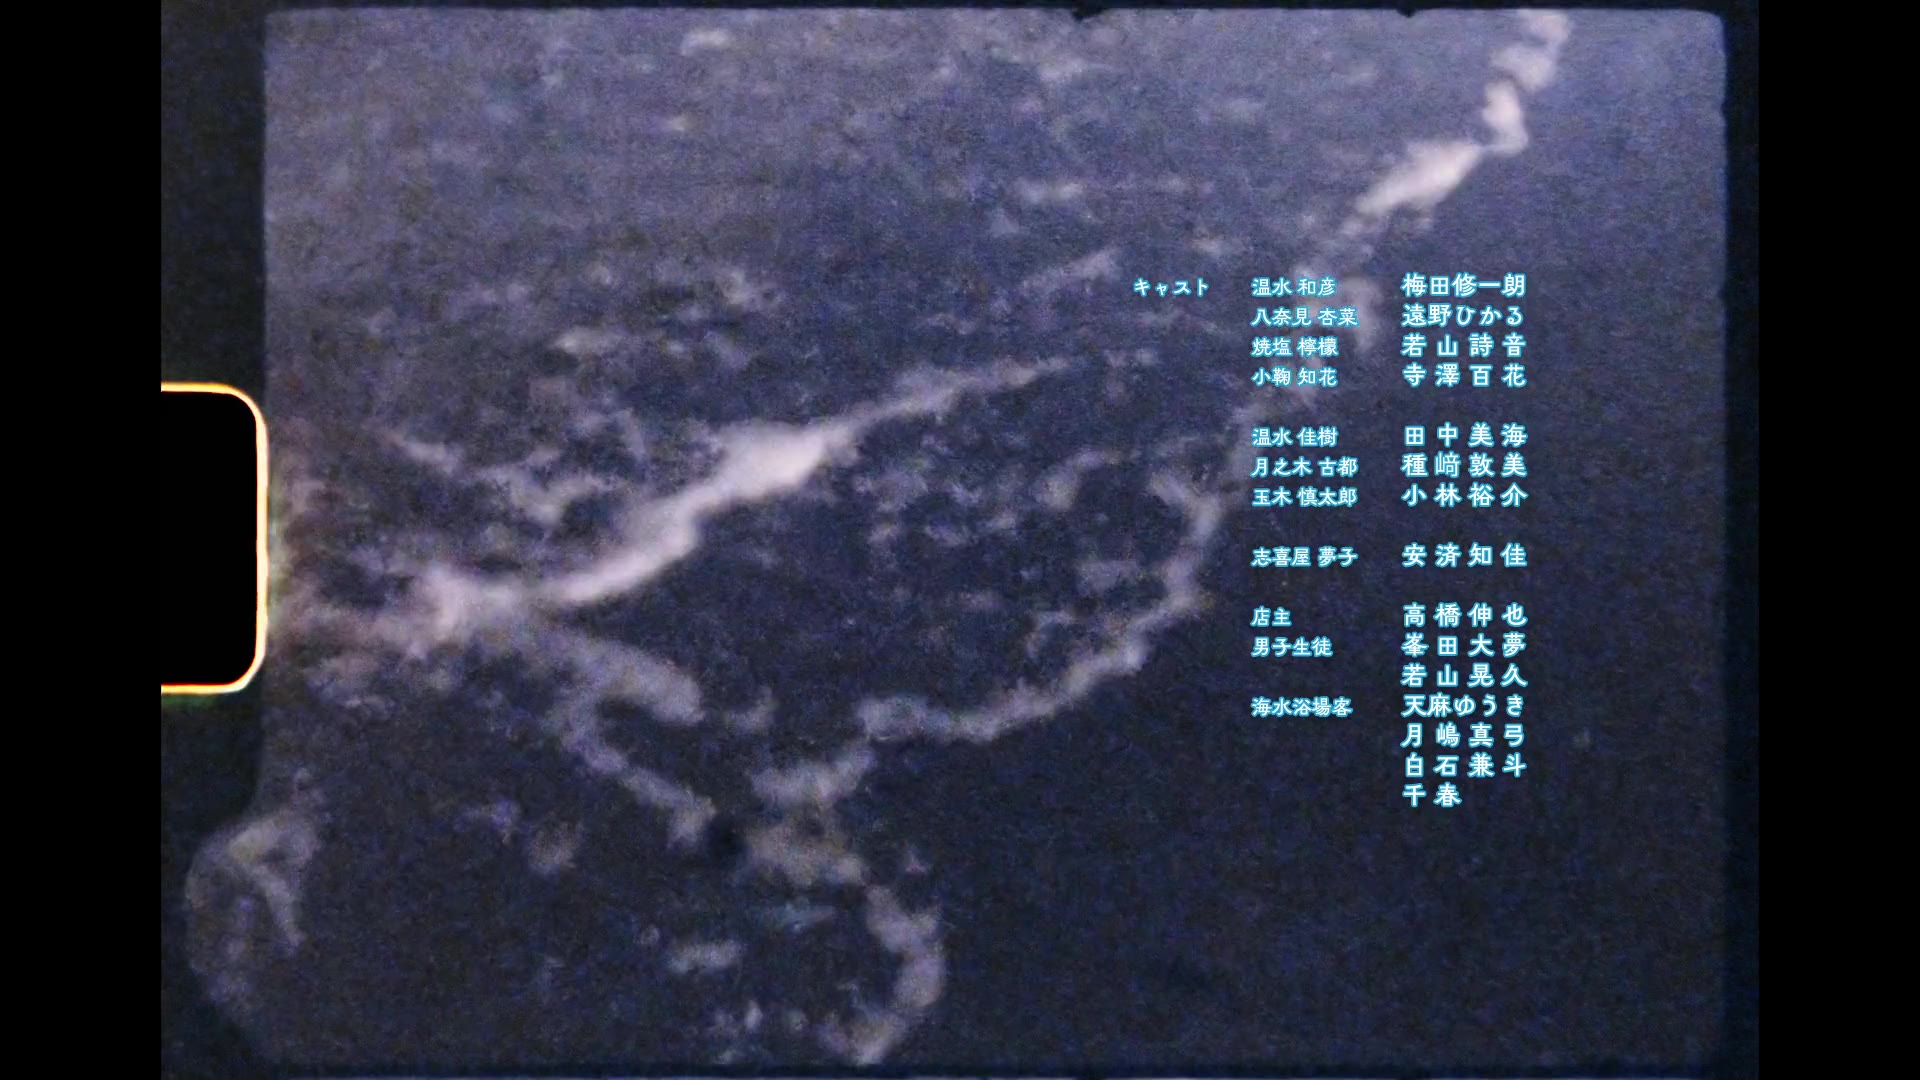 キャスト 温水 和彦 梅田修一朗
八奈見 杏菜 遠野ひかる
焼塩 檸檬 若山詩音
小鞠 知花 寺澤百花
温水 佳樹 田中美海
月之木 古都 種﨑敦美
玉木 慎太郎 小林裕介
志喜屋 夢子 安済知佳
店主 高橋伸也
男子生徒 峯田大夢
若山晃久
海水浴場客 天麻ゆうき
月嶋真弓
白石兼斗
千春